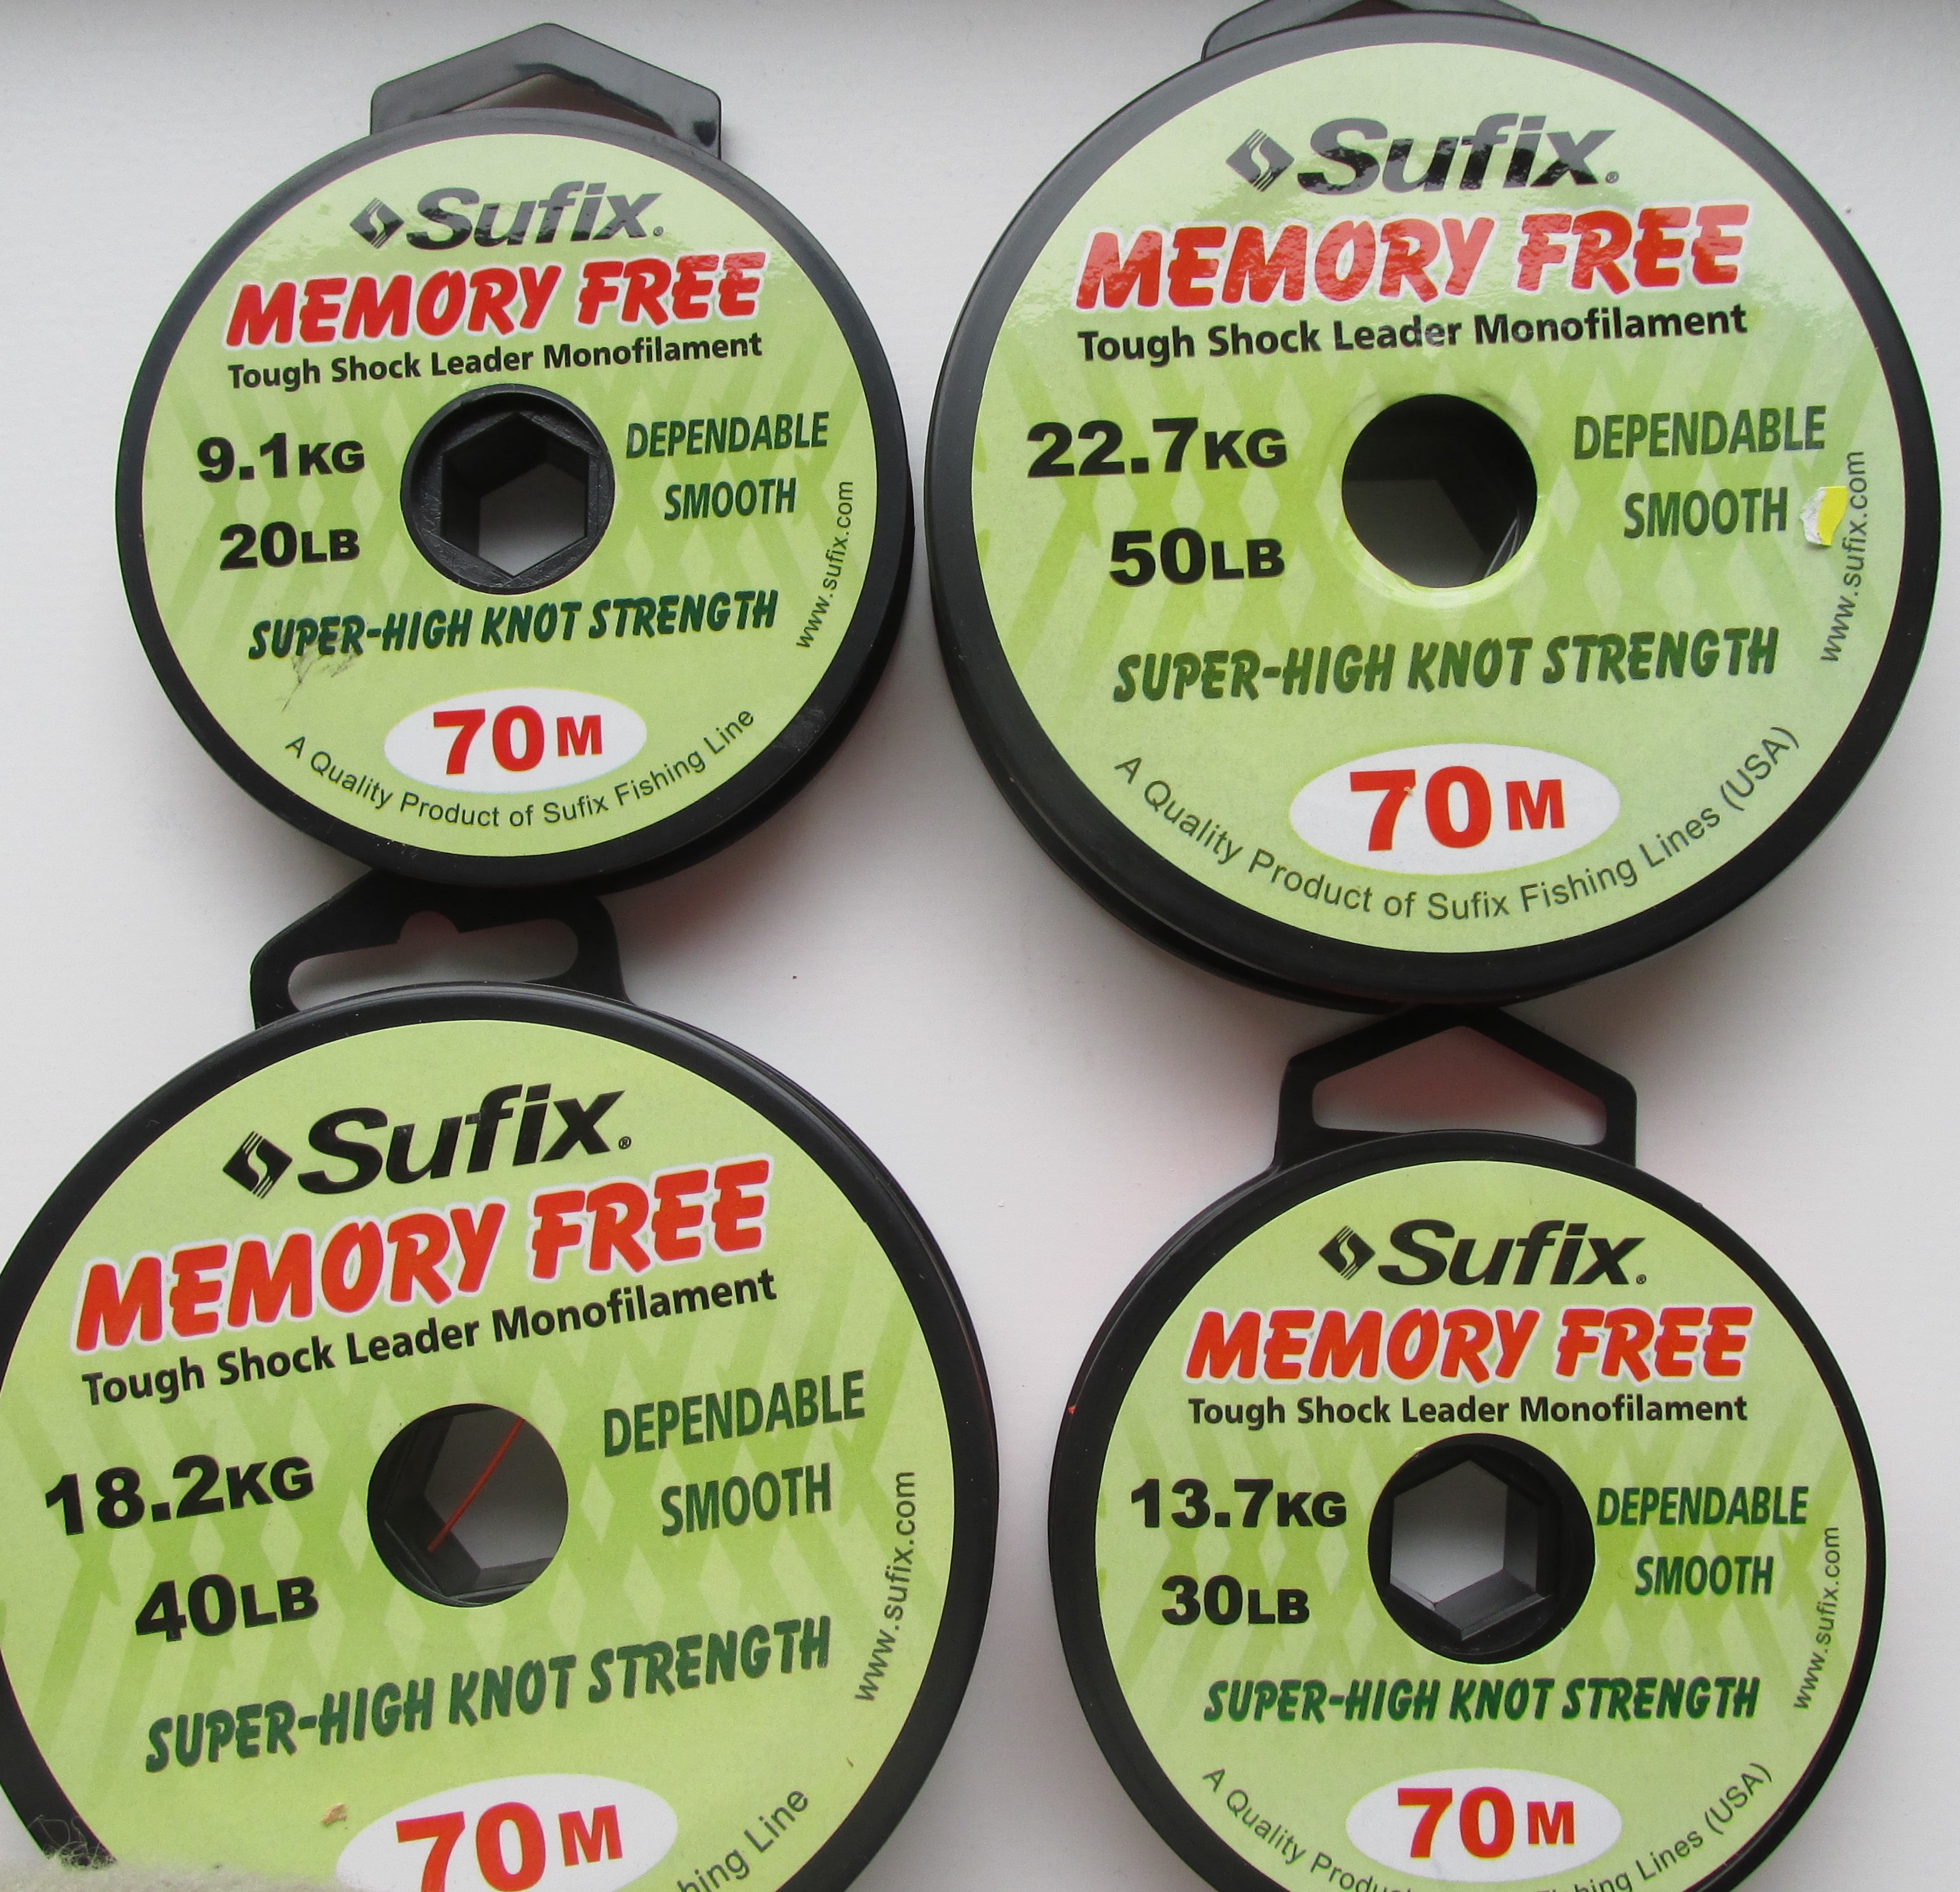 Sufix
MEMORY FREE
Tough Shock Leader Monofilament
9.1KG
20LB
DEPENDABLE
SMOOTH
www.sufix.com
SUPER-HIGH KNOT STRENGTH
70M
A Quality Product of Sufix Fishing Line
Sufix®
MEMORY FREE
Tough Shock Leader Monofilament
22.7KG
50LB
DEPENDABLE
SMOOTH
www.sufix.com
SUPER-HIGH KNOT STRENGTH
70M
A Quality Product of Sufix Fishing Lines (USA)
Sufix®
MEMORY FREE
Tough Shock Leader Monofilament
18.2KG
40LB
DEPENDABLE
SMOOTH
www.sufix.com
SUPER-HIGH KNOT STRENGTH
70M
Line
Sufix
MEMORY FREE
Tough Shock Leader Monofilament
13.7KG
30LB
DEPENDABLE
SMOOTH
www.sufix.com
SUPER-HIGH KNOT STRENGTH
70M
A Quality Lines (USA)